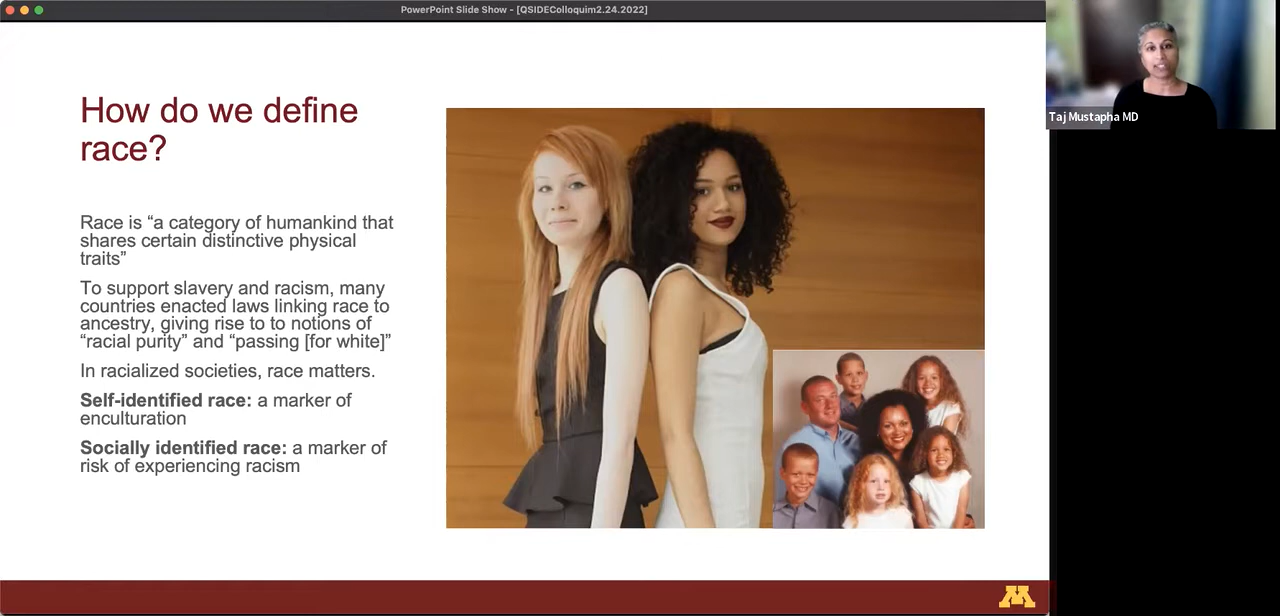 PowerPoint Slide Show - [QSIDEColloquim2.24.2022]
How do we define
race?
Race is “a category of humankind that
shares certain distinctive physical
traits”
To support slavery and racism, many
countries enacted laws linking race to
ancestry, giving rise to to notions of
“racial purity” and “passing [for white]”
In racialized societies, race matters.
Self-identified race: a marker of
enculturation
Socially identified race: a marker of
risk of experiencing racism
M
Taj Mustapha MD